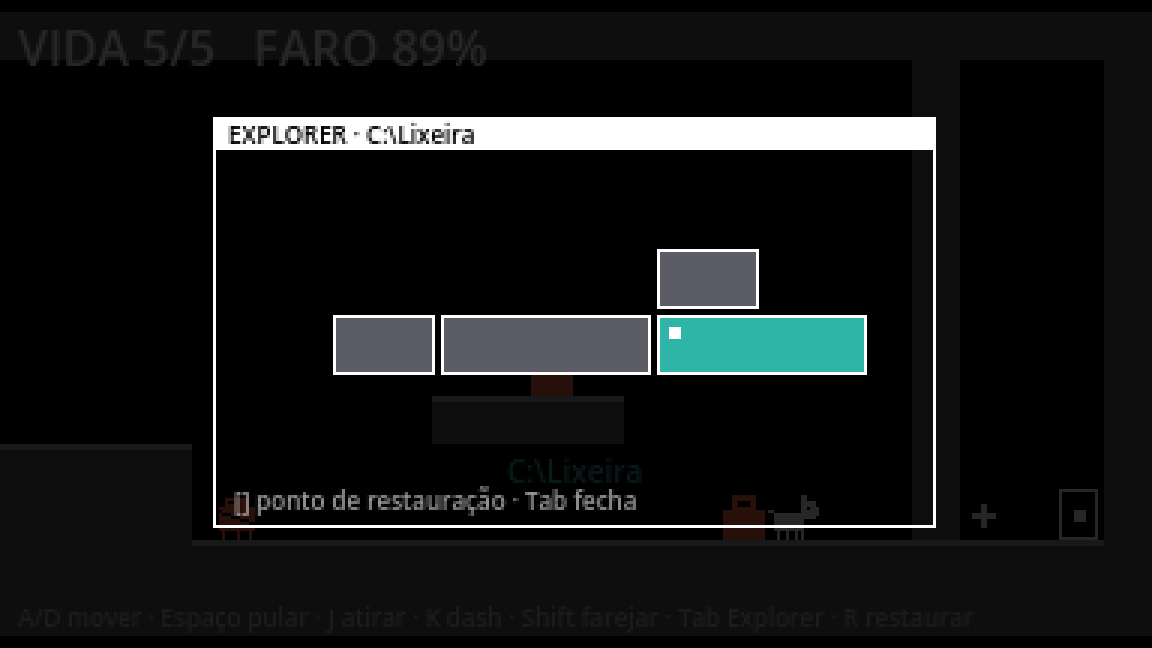 VIDA 5/5 FARO 89%
EXPLORER · C:\Lixeira
C:\Lixeira
[] ponto de restauração · Tab fecha
A/D mover · Espaço pular · J atirar · K dash · Shift farejar · Tab Explorer · R restaurar